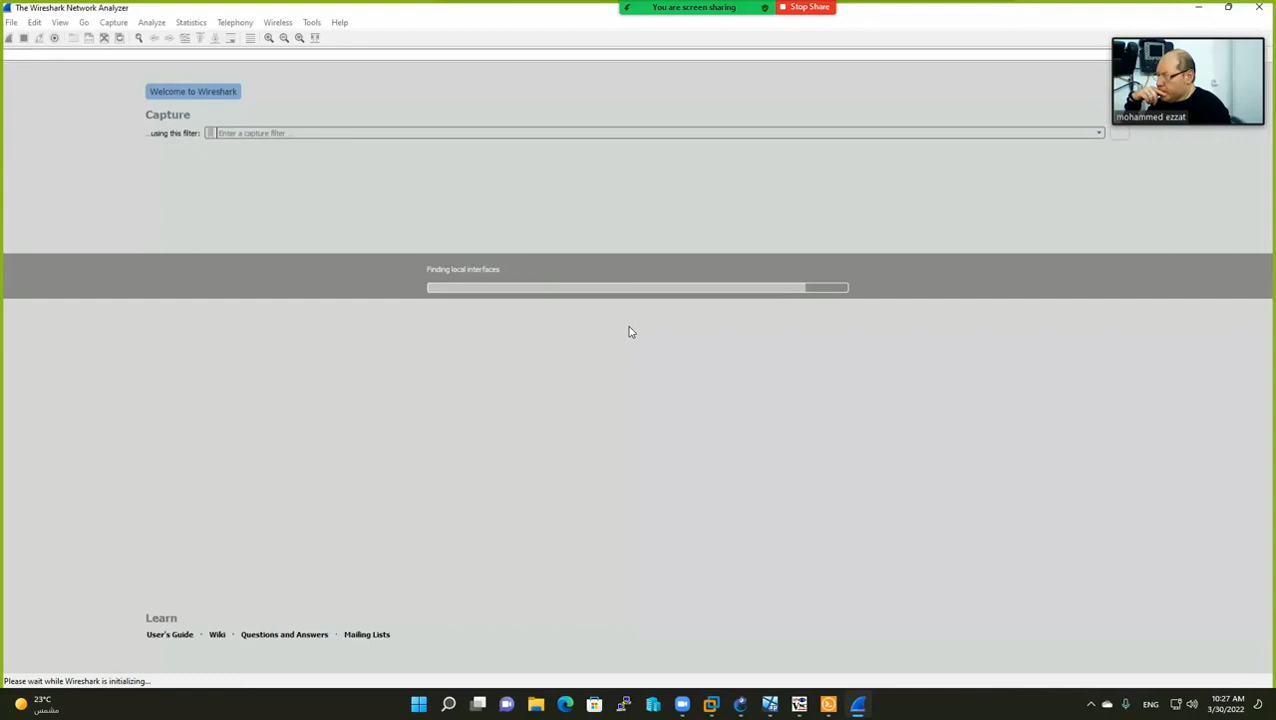 The Wireshark Network Analyzer
You are screen sharing
Stop Share
File Edit View Go Capture Analyze Statistics Telephony Wireless Tools Help
mohammed ezzat
Welcome to Wireshark
Capture
...using this filter: Enter a capture filter ...
Finding local interfaces
Learn
User's Guide · Wiki · Questions and Answers · Mailing Lists
Please wait while Wireshark is initializing...
23°C
مشمس
ENG
10:27 AM
3/30/2022